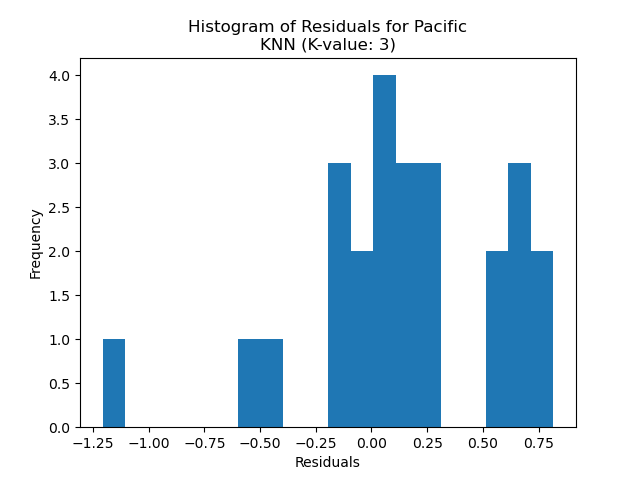 Histogram of Residuals for Pacific
KNN (K-value: 3)
Frequency
4.0
3.5
3.0
2.5
2.0
1.5
1.0
0.5
0.0
−1.25 −1.00 −0.75 −0.50 −0.25 0.00 0.25 0.50 0.75
Residuals